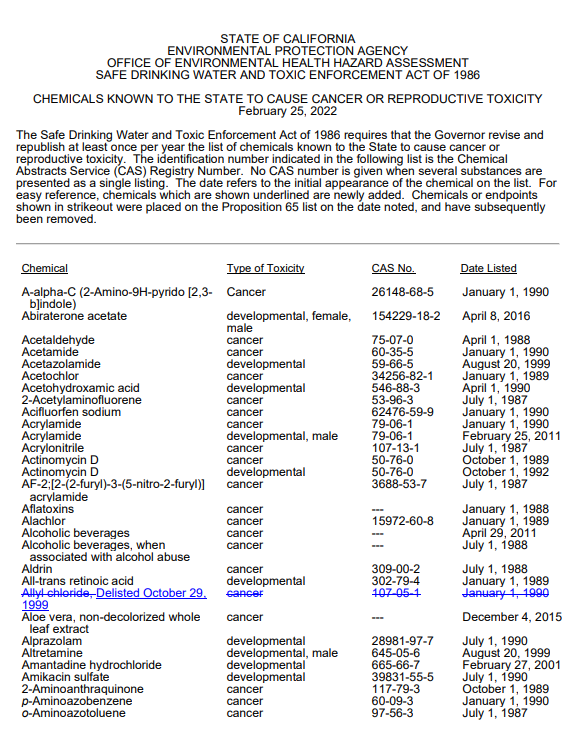 STATE OF CALIFORNIA
ENVIRONMENTAL PROTECTION AGENCY
OFFICE OF ENVIRONMENTAL HEALTH HAZARD ASSESSMENT
SAFE DRINKING WATER AND TOXIC ENFORCEMENT ACT OF 1986
CHEMICALS KNOWN TO THE STATE TO CAUSE CANCER OR REPRODUCTIVE TOXICITY
February 25, 2022
The Safe Drinking Water and Toxic Enforcement Act of 1986 requires that the Governor revise and
republish at least once per year the list of chemicals known to the State to cause cancer or
reproductive toxicity. The identification number indicated in the following list is the Chemical
Abstracts Service (CAS) Registry Number. No CAS number is given when several substances are
presented as a single listing. The date refers to the initial appearance of the chemical on the list. For
easy reference, chemicals which are shown underlined are newly added. Chemicals or endpoints
shown in strikeout were placed on the Proposition 65 list on the date noted, and have subsequently
been removed.
Chemical Type of Toxicity CAS No. Date Listed
A-alpha-C (2-Amino-9H-pyrido [2,3- Cancer 26148-68-5 January 1, 1990
b]indole)
Abiraterone acetate developmental, female, 154229-18-2 April 8, 2016
male
Acetaldehyde cancer 75-07-0 April 1, 1988
Acetamide cancer 60-35-5 January 1, 1990
Acetazolamide developmental 59-66-5 August 20, 1999
Acetochlor cancer 34256-82-1 January 1, 1989
Acetohydroxamic acid developmental 546-88-3 April 1, 1990
2-Acetylaminofluorene cancer 53-96-3 July 1, 1987
Acifluorfen sodium cancer 62476-59-9 January 1, 1990
Acrylamide cancer 79-06-1 January 1, 1990
Acrylamide developmental, male 79-06-1 February 25, 2011
Acrylonitrile cancer 107-13-1 July 1, 1987
Actinomycin D cancer 50-76-0 October 1, 1989
Actinomycin D developmental 50-76-0 October 1, 1992
AF-2;[2-(2-furyl)-3-(5-nitro-2-furyl)] cancer 3688-53-7 July 1, 1987
acrylamide
Aflatoxins cancer --- January 1, 1988
Alachlor cancer 15972-60-8 January 1, 1989
Alcoholic beverages cancer --- April 29, 2011
Alcoholic beverages, when cancer --- July 1, 1988
associated with alcohol abuse
Aldrin cancer 309-00-2 July 1, 1988
All-trans retinoic acid developmental 302-79-4 January 1, 1989
Allyl chloride, Delisted October 29, cancer 107-05-1 January 1, 1990
1999
Aloe vera, non-decolorized whole cancer --- December 4, 2015
leaf extract
Alprazolam developmental 28981-97-7 July 1, 1990
Altretamine developmental, male 645-05-6 August 20, 1999
Amantadine hydrochloride developmental 665-66-7 February 27, 2001
Amikacin sulfate developmental 39831-55-5 July 1, 1990
2-Aminoanthraquinone cancer 117-79-3 October 1, 1989
p-Aminoazobenzene cancer 60-09-3 January 1, 1990
o-Aminoazotoluene cancer 97-56-3 July 1, 1987